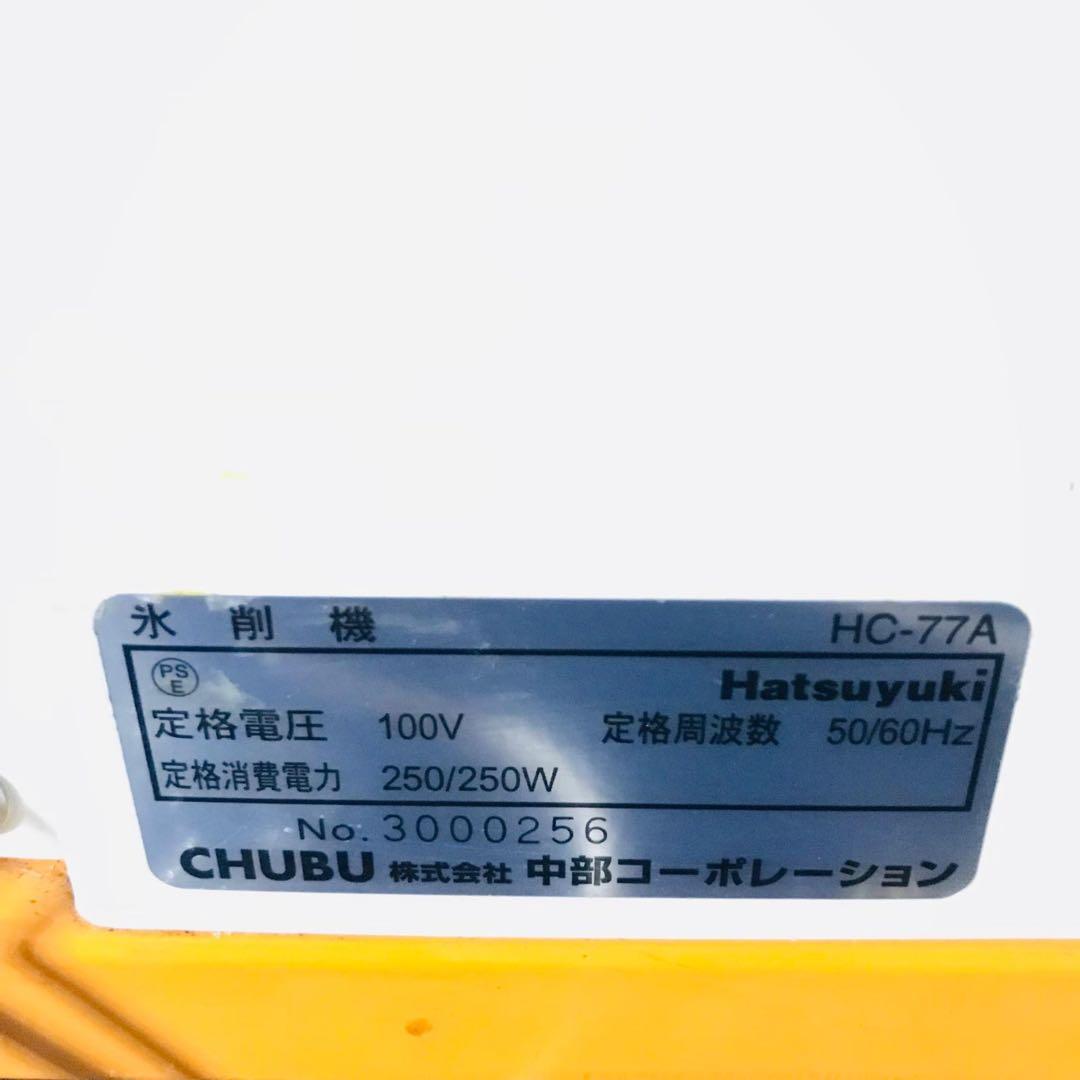 氷削機 HC-77A
PS E Hatsuyuki
定格電圧 100V 定格周波数 50/60Hz
定格消費電力 250/250W
No. 3000256
CHUBU 株式会社 中部コーポレーション